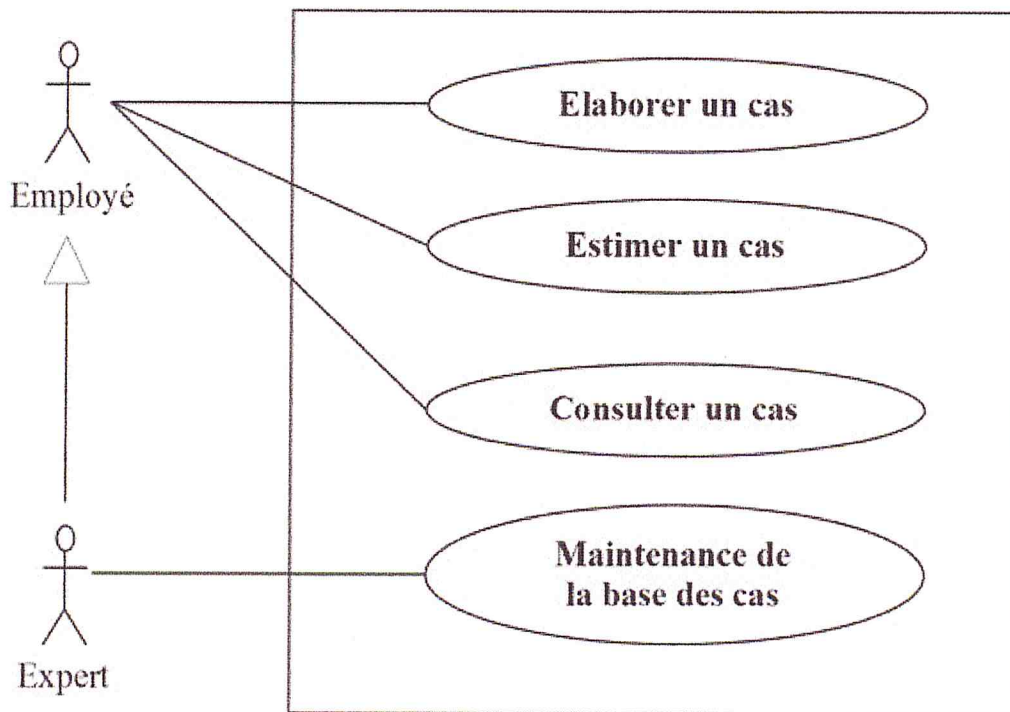 Elaborer un cas
Employé
Estimer un cas
Consulter un cas
Maintenance de
la base des cas
Expert